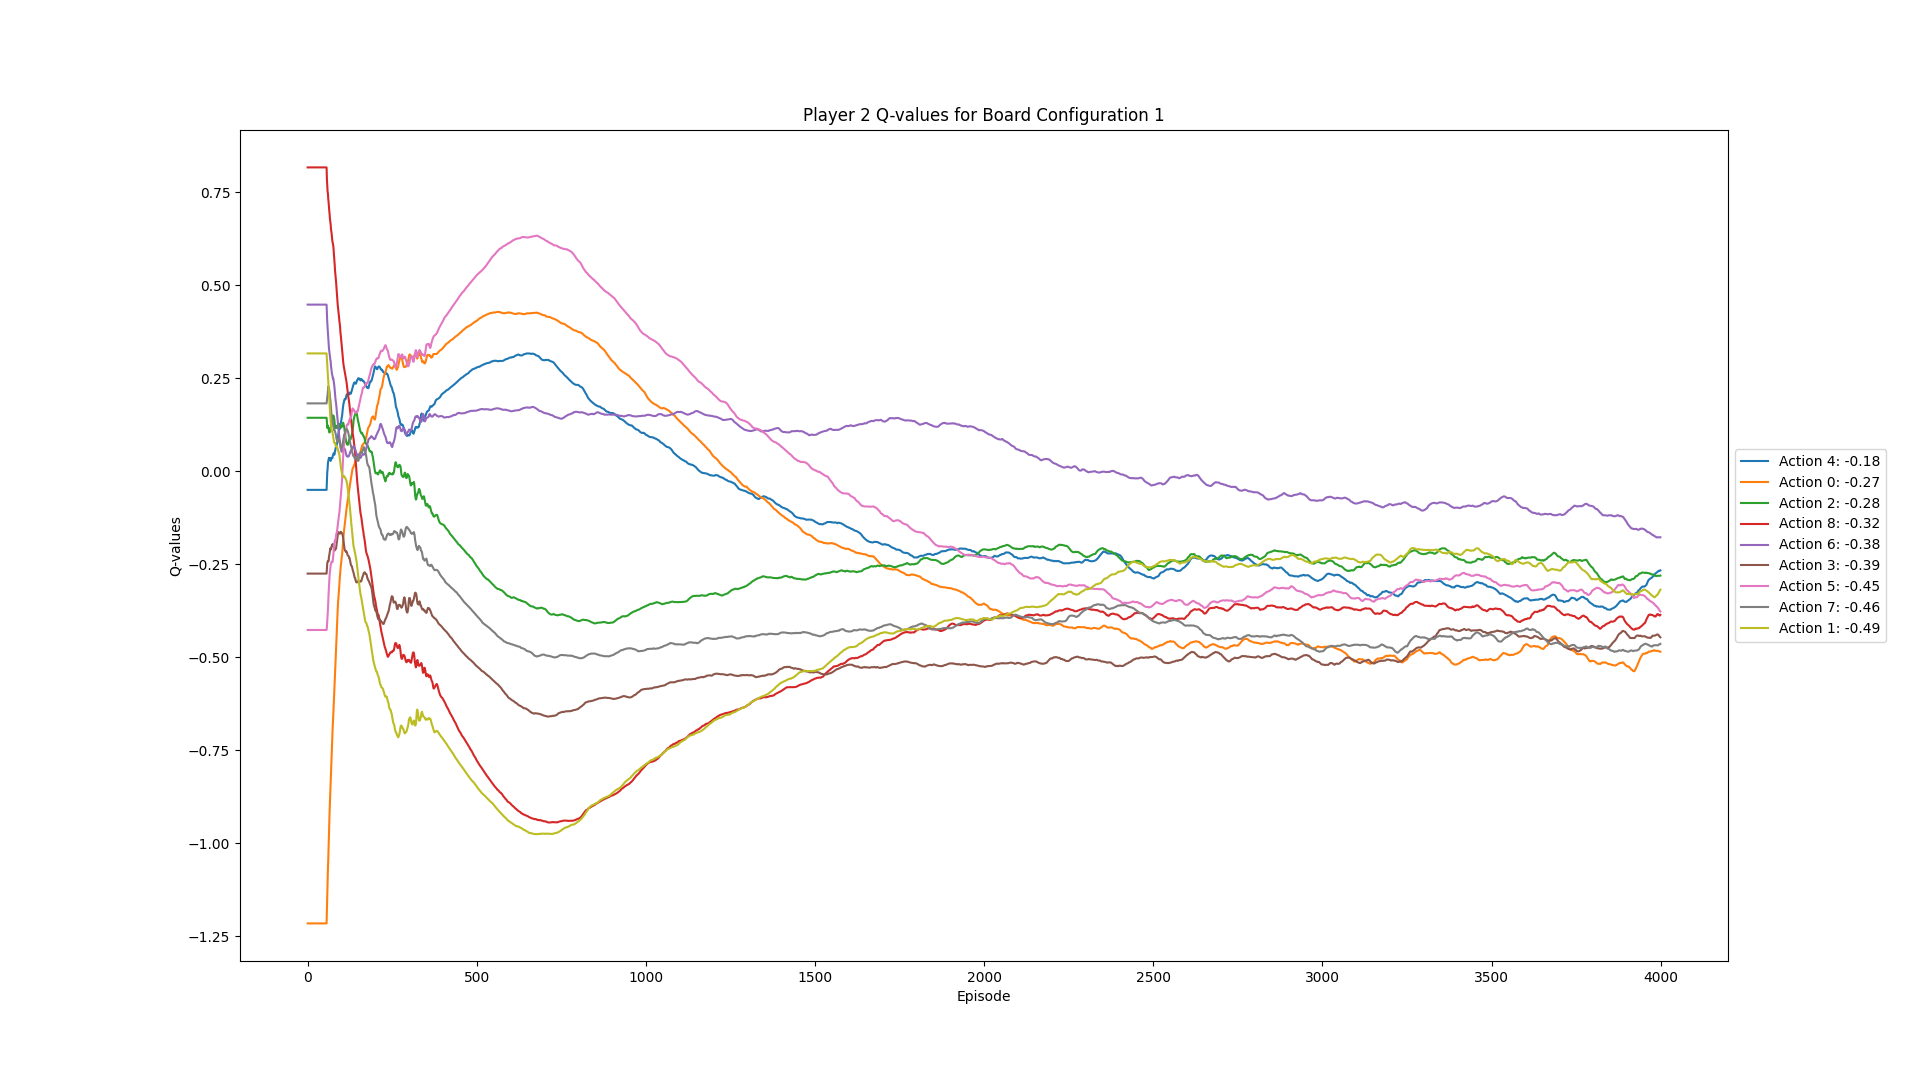 Player 2 Q-values for Board Configuration 1
0.75
0.50
0.25
0.00
−0.25
−0.50
−0.75
−1.00
−1.25
Q-values
0 500 1000 1500 2000 2500 3000 3500 4000
Episode
Action 4: -0.18
Action 0: -0.27
Action 2: -0.28
Action 8: -0.32
Action 6: -0.38
Action 3: -0.39
Action 5: -0.45
Action 7: -0.46
Action 1: -0.49